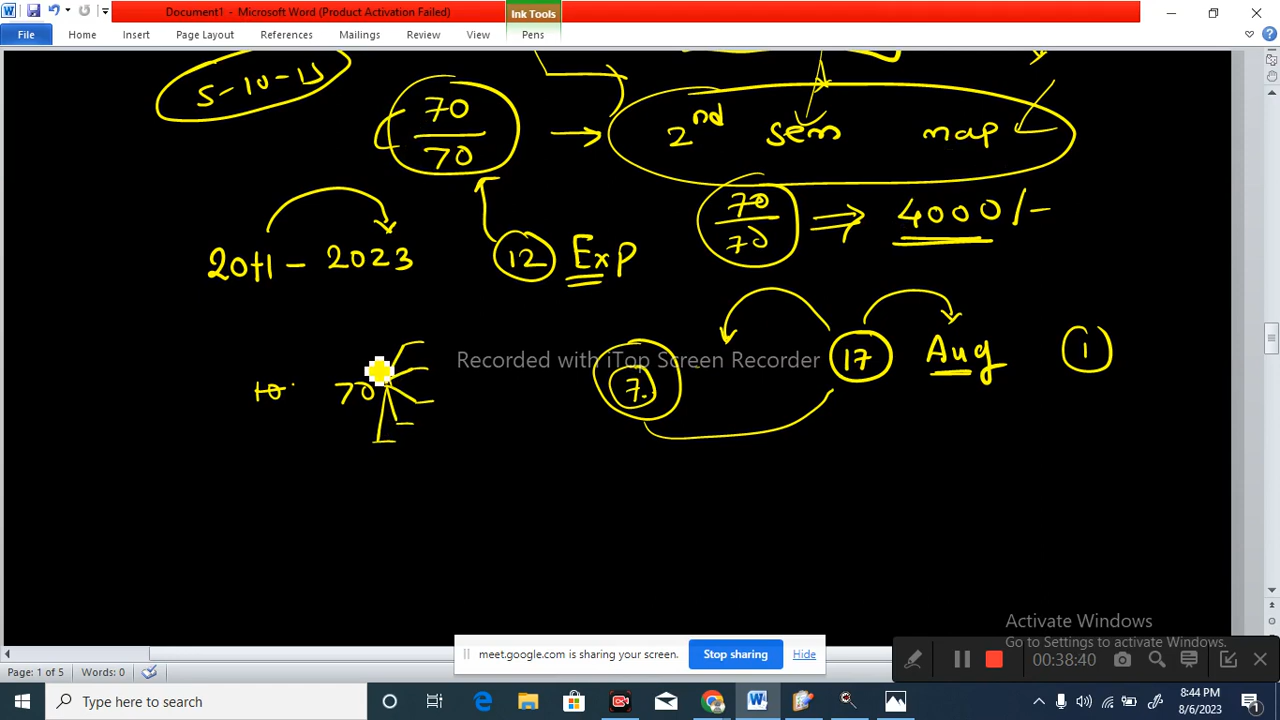 Document1 - Microsoft Word (Product Activation Failed)
Ink Tools
File Home Insert Page Layout References Mailings Review View Pens
5-10-15
70
70
2nd sem map
70
70
4000/-
2011 - 2023
12 Exp
17 Aug 1
Recorded with iTop Screen Recorder
10 70
7.
Activate Windows
Go to Settings to activate Windows.
meet.google.com is sharing your screen. Stop sharing Hide
00:38:40
Page: 1 of 5 Words: 0
Type here to search
8:44 PM
8/6/2023